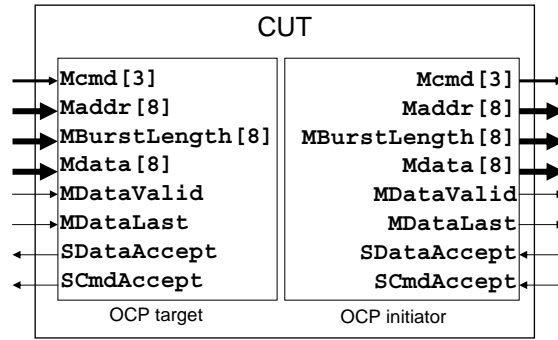 CUT
Mcmd[3] Mcmd[3]
Maddr[8] Maddr[8]
MBurstLength[8] MBurstLength[8]
Mdata[8] Mdata[8]
MDataValid MDataValid
MDataLast MDataLast
SDataAccept SDataAccept
SCmdAccept SCmdAccept
OCP target OCP initiator